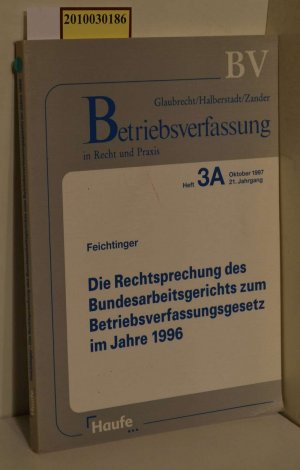 2010030186
BV
Glaubrecht/Halberstadt/Zander
Betriebsverfassung
in Recht und Praxis
Heft 3A Oktober 1997
21. Jahrgang
Feichtinger
Die Rechtsprechung des
Bundesarbeitsgerichts zum
Betriebsverfassungsgesetz
im Jahre 1996
Haufe...